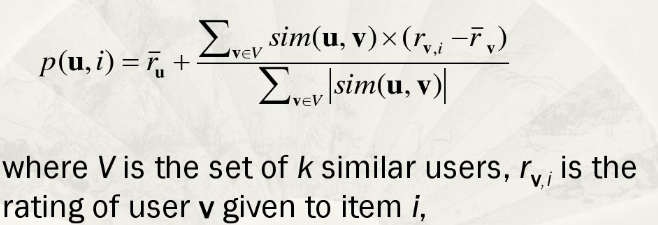 p(u, i) = r̄_u + ∑_{v∈V} sim(u, v) × (r_{v,i} − r̄_v) / ∑_{v∈V} |sim(u, v)|
where V is the set of k similar users, r_{v,i} is the
rating of user v given to item i,